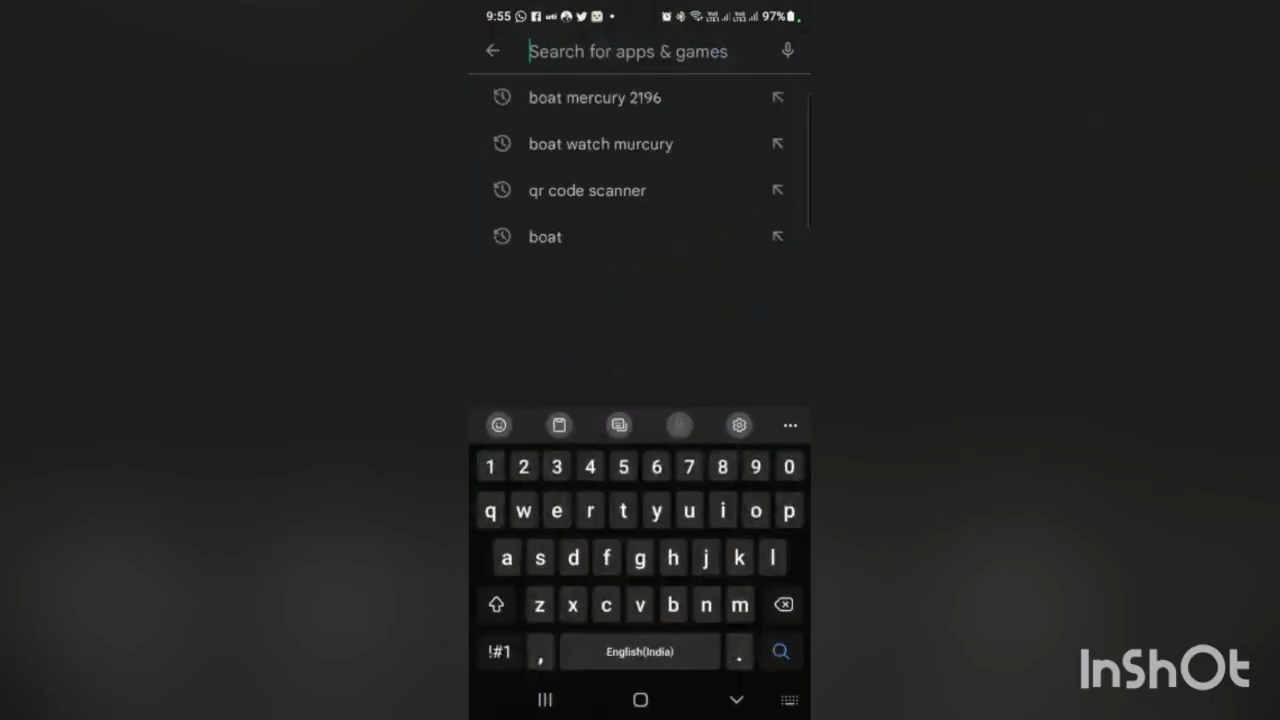 9:55 97%
Search for apps & games
boat mercury 2196
boat watch murcury
qr code scanner
boat
1 2 3 4 5 6 7 8 9 0
q w e r t y u i o p
a s d f g h j k l
z x c v b n m
!#1 , English(India) .
InShOt